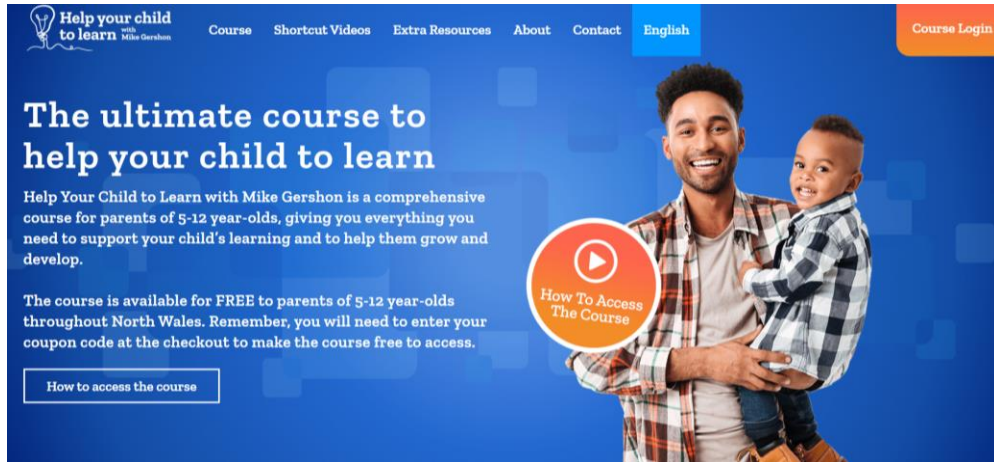 Help your child
to learn with Mike Gershon
Course
Shortcut Videos
Extra Resources
About
Contact
English
Course Login
The ultimate course to
help your child to learn
Help Your Child to Learn with Mike Gershon is a comprehensive
course for parents of 5-12 year-olds, giving you everything you
need to support your child's learning and to help them grow and
develop.
The course is available for FREE to parents of 5-12 year-olds
throughout North Wales. Remember, you will need to enter your
coupon code at the checkout to make the course free to access.
How to access the course
How To Access
The Course